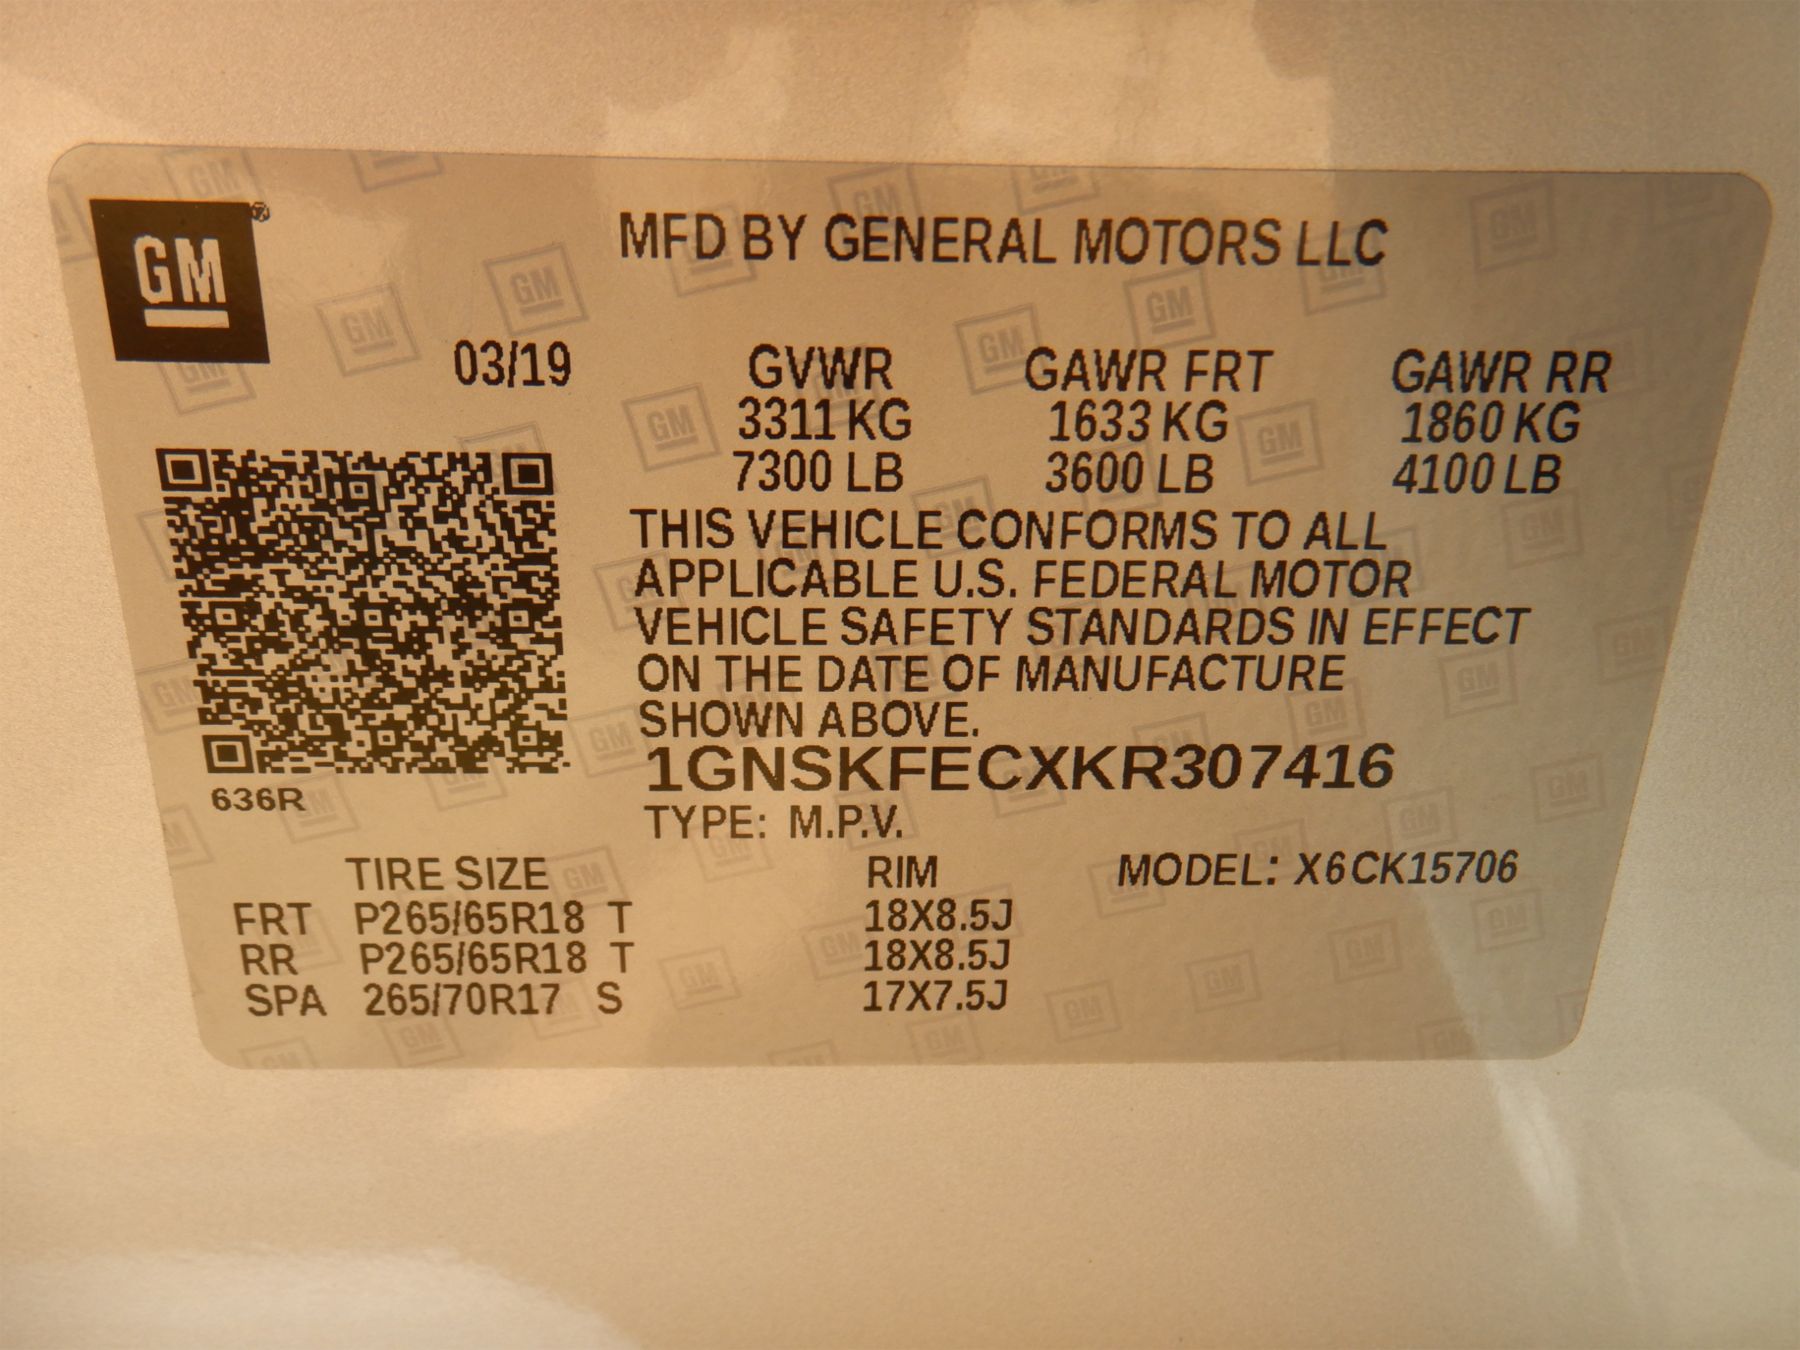 GM®
MFD BY GENERAL MOTORS LLC
03/19 GVWR GAWR FRT GAWR RR
3311 KG 1633 KG 1860 KG
7300 LB 3600 LB 4100 LB
THIS VEHICLE CONFORMS TO ALL
APPLICABLE U.S. FEDERAL MOTOR
VEHICLE SAFETY STANDARDS IN EFFECT
ON THE DATE OF MANUFACTURE
SHOWN ABOVE.
1GNSKFECXKR307416
636R
TYPE: M.P.V.
TIRE SIZE RIM MODEL: X6CK15706
FRT P265/65R18 T 18X8.5J
RR P265/65R18 T 18X8.5J
SPA 265/70R17 S 17X7.5J